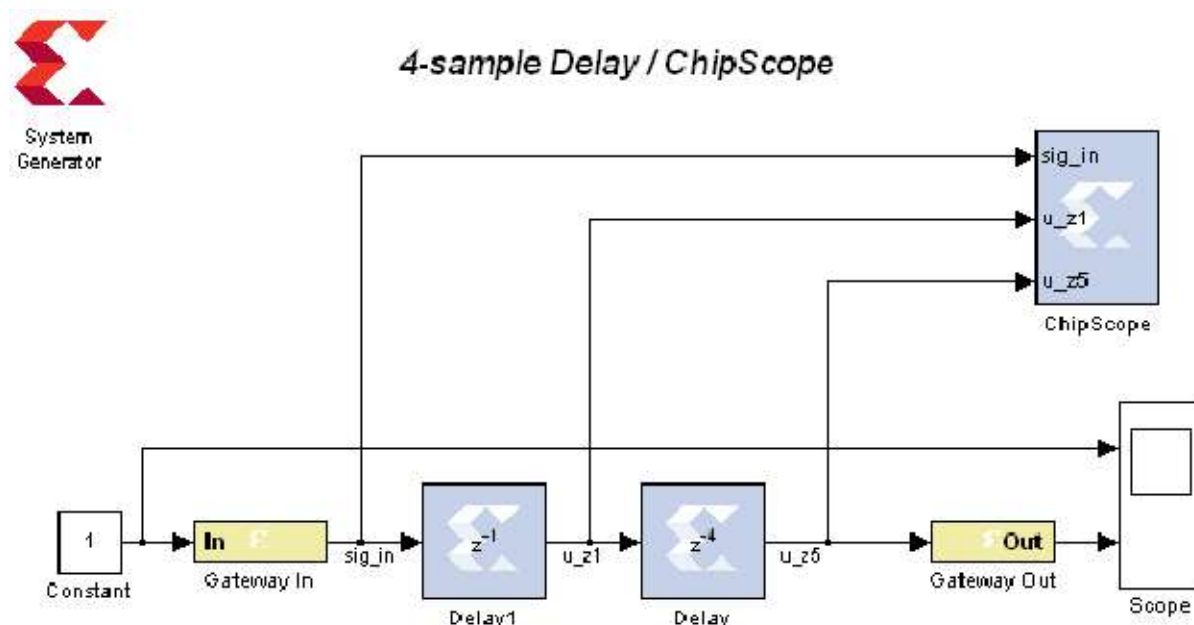 4-sample Delay / ChipScope
System
Generator
sig_in
u_z1
u_z5
ChipScope
1
Constant
In
Gateway In
sig_in
z⁻¹
Delay1
u_z1
z⁻⁴
Delay
u_z5
Out
Gateway Out
Scope